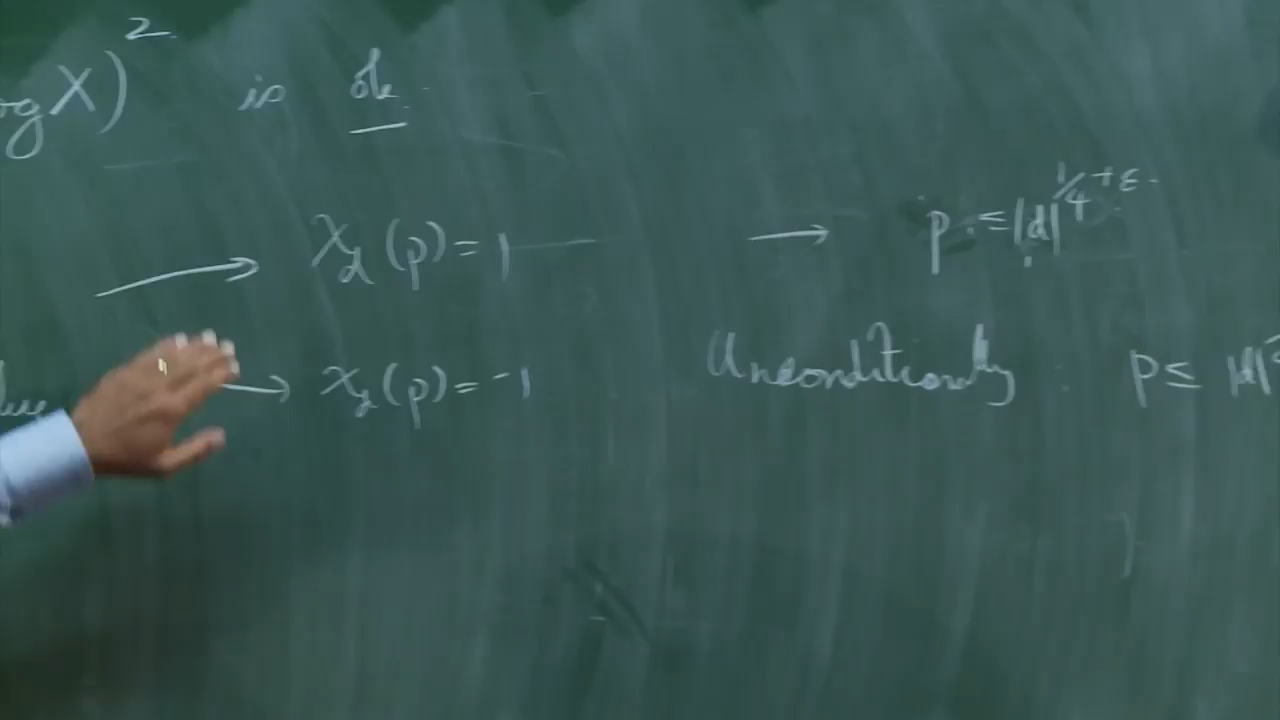 og X)² is ok.
→ χ_d(p) = 1 → p ≤ |d|^{1/4+ε}.
→ χ_d(p) = -1 Unconditionally : p ≤ |d|